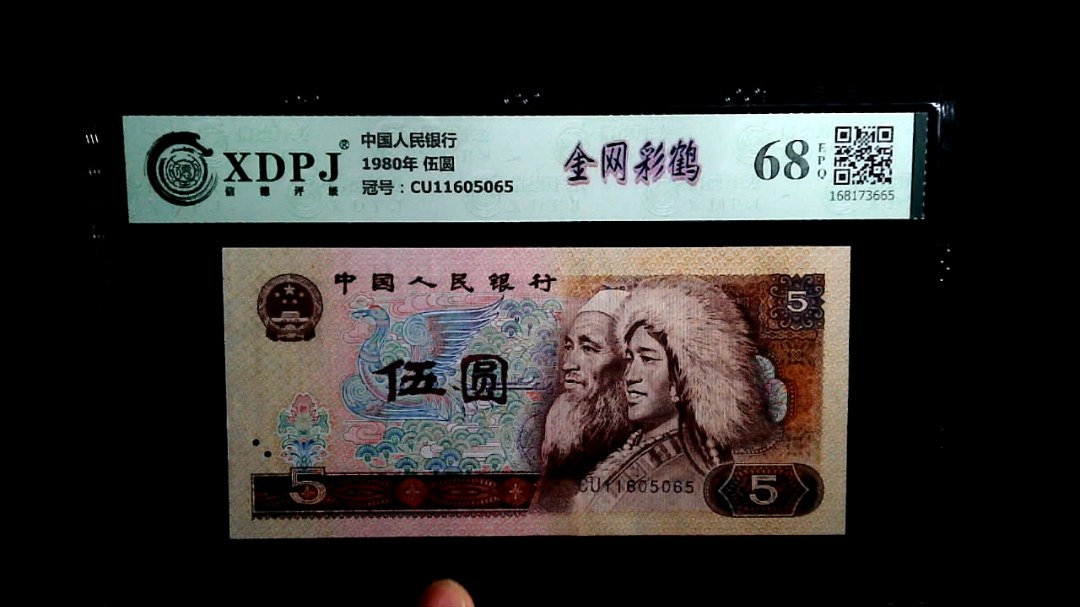 XDPJ®
信德评级
中国人民银行
1980年 伍圆
冠号：CU11605065
金网彩鹤
68
EPQ
168173665
中国人民银行
5
伍圆
5
CU11605065
5